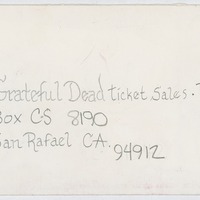 Grateful Dead ticket sales.
Box CS 8190
San Rafael CA.
94912